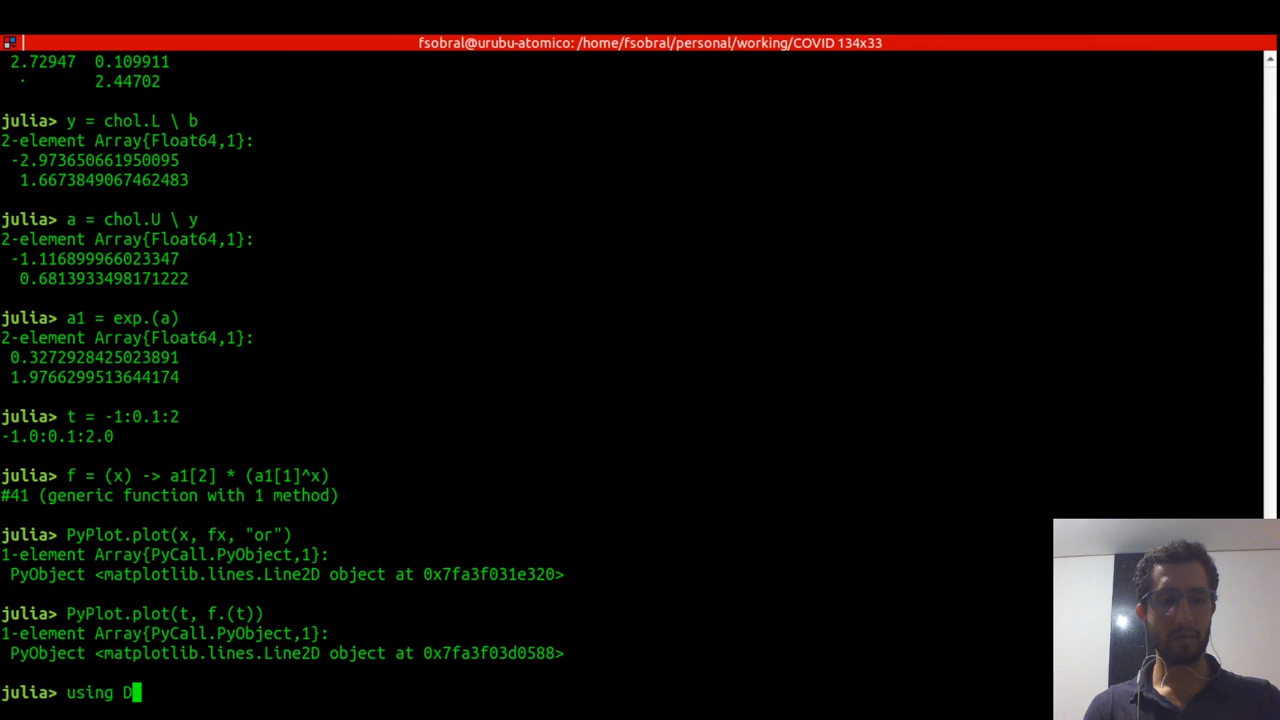 fsobral@urubu-atomico: /home/fsobral/personal/working/COVID 134x33
2.72947 0.109911
⋅ 2.44702
julia> y = chol.L \ b
2-element Array{Float64,1}:
-2.973650661950095
1.6673849067462483
julia> a = chol.U \ y
2-element Array{Float64,1}:
-1.116899966023347
0.6813933498171222
julia> a1 = exp.(a)
2-element Array{Float64,1}:
0.3272928425023891
1.9766299513644174
julia> t = -1:0.1:2
-1.0:0.1:2.0
julia> f = (x) -> a1[2] * (a1[1]^x)
#41 (generic function with 1 method)
julia> PyPlot.plot(x, fx, "or")
1-element Array{PyCall.PyObject,1}:
PyObject <matplotlib.lines.Line2D object at 0x7fa3f031e320>
julia> PyPlot.plot(t, f.(t))
1-element Array{PyCall.PyObject,1}:
PyObject <matplotlib.lines.Line2D object at 0x7fa3f03d0588>
julia> using D